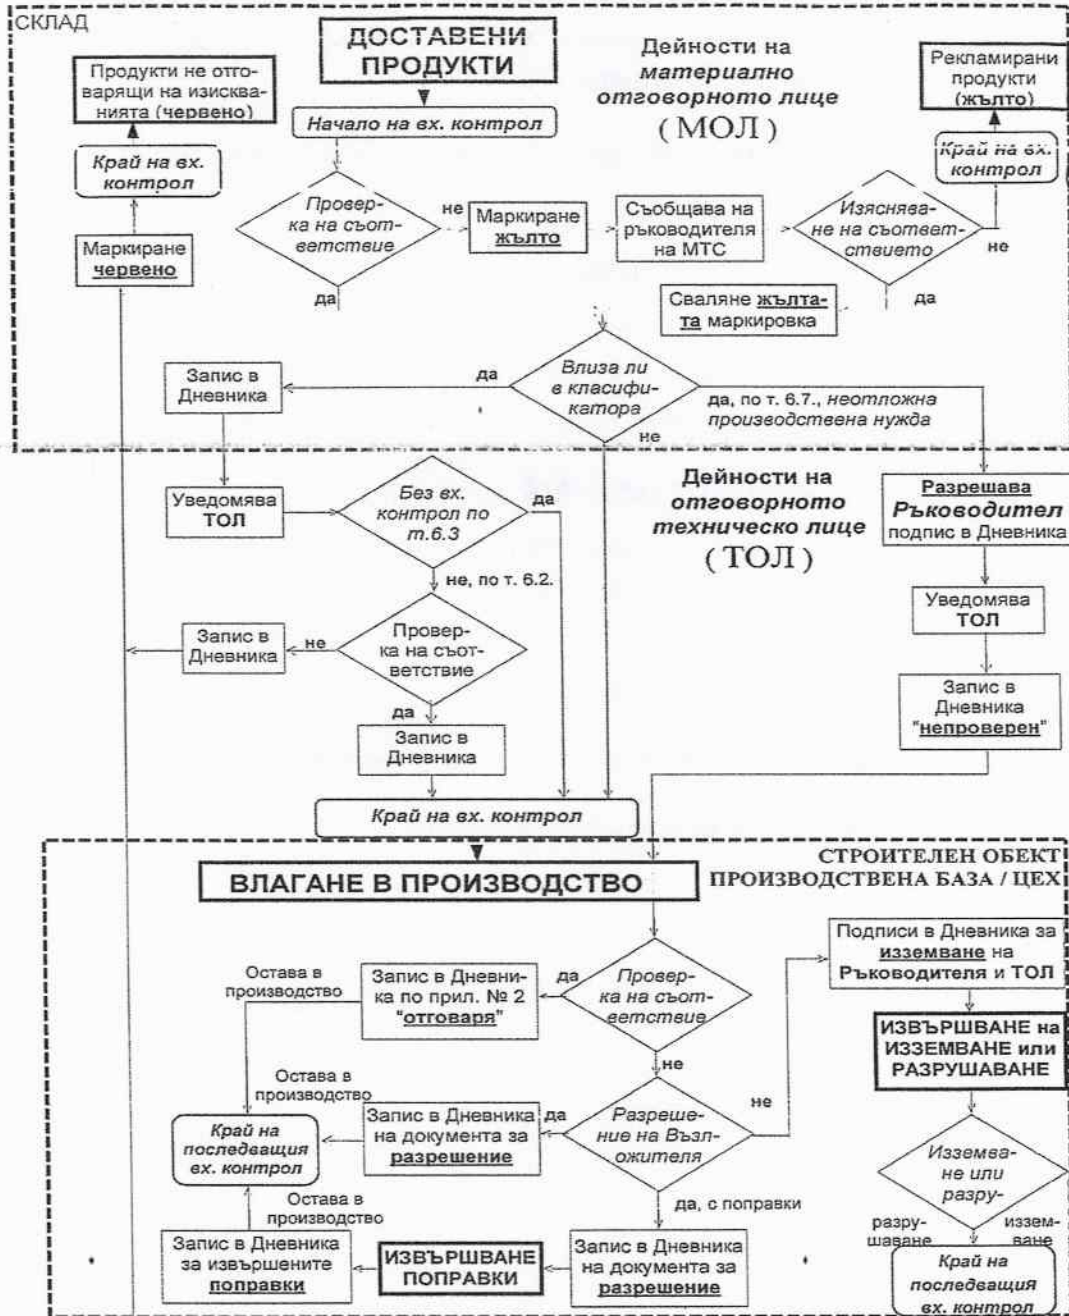 СКЛАД
ДОСТАВЕНИ
ПРОДУКТИ
Дейности на
материално
отговорното лице
( МОЛ )
Продукти не отго-
варящи на изисква-
нията (червено)
Рекламирани
продукти
(жълто)
Начало на вх. контрол
Край на вх.
контрол
Край на вх.
контрол
Провер-
ка на съот-
ветствие
не
Маркиране
жълто
Съобщава на
ръководителя
на МТС
Изяснява-
не на съответ-
ствието
не
Маркиране
червено
да
Сваляне жълта-
та маркировка
да
Запис в
Дневника
да
Влиза ли
в класифи-
катора
да, по т. 6.7., неотложна
производствена нужда
не
Уведомява
ТОЛ
Без вх.
контрол по
т.6.3
да
Дейности на
отговорното
техническо лице
( ТОЛ )
Разрешава
Ръководител
подпис в Дневника
не, по т. 6.2.
Уведомява
ТОЛ
Запис в
Дневника
не
Провер-
ка на съот-
ветствие
да
Запис в
Дневника
"непроверен"
Запис в
Дневника
Край на вх. контрол
СТРОИТЕЛЕН ОБЕКТ
ПРОИЗВОДСТВЕНА БАЗА / ЦЕХ
ВЛАГАНЕ В ПРОИЗВОДСТВО
Подписи в Дневника за
изземване на
Ръководителя и ТОЛ
Остава в
производство
Запис в Дневни-
ка по прил. № 2
"отговаря"
да
Провер-
ка на съот-
ветствие
не
ИЗВЪРШВАНЕ на
ИЗЗЕМВАНЕ или
РАЗРУШАВАНЕ
Остава в
производство
Край на
последващия
вх. контрол
Запис в Дневника
на документа за
разрешение
да
Разреше-
ние на Възл-
ожителя
не
Иззема-
не или
разру-
да, с поправки
Остава в
производство
Запис в Дневника
за извършените
поправки
ИЗВЪРШВАНЕ
ПОПРАВКИ
Запис в Дневника
на документа за
разрешение
разру-
шаване
иззем-
ване
Край на
последващия
вх. контрол